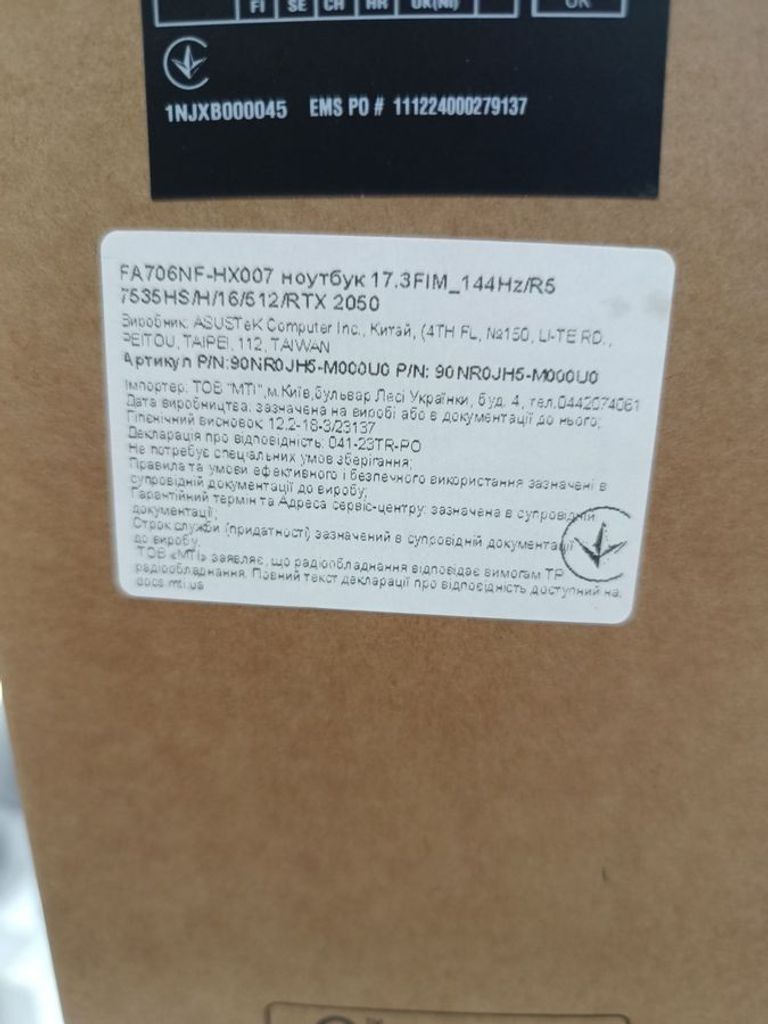 FI SE CH HR UK(NI)
1NJXB000045 EMS PO # 111224000279137
FA706NF-HX007 ноутбук 17.3FIM_144Hz/R5
7535HS/H/16/512/RTX 2050
Виробник: ASUSTeK Computer Inc., Китай, (4TH FL, №150, LI-TE RD.,
PEITOU, TAIPEI, 112, TAIWAN
Артикул P/N:90NR0JH5-M000U0 P/N: 90NR0JH5-M000U0
Імпортер: ТОВ "МТІ",м.Київ,бульвар Лесі Українки, буд. 4, тел.0442074061
Дата виробництва: зазначена на виробі або в документації до нього;
Гігієнічний висновок: 12.2-18-3/23137
Декларація про відповідність: 041-23TR-PO
Не потребує спеціальних умов зберігання;
Правила та умови ефективного і безпечного використання зазначені в
супровідній документації до виробу;
Гарантійний термін та Адреса сервіс-центру: зазначена в супровідній
документації;
Строк служби (придатності) зазначений в супровідній документації
до виробу.
ТОВ «МТІ» заявляє, що радіообладнання відповідає вимогам ТР
радіообладнання. Повний текст декларації про відповідність доступний на:
docs.mti.ua